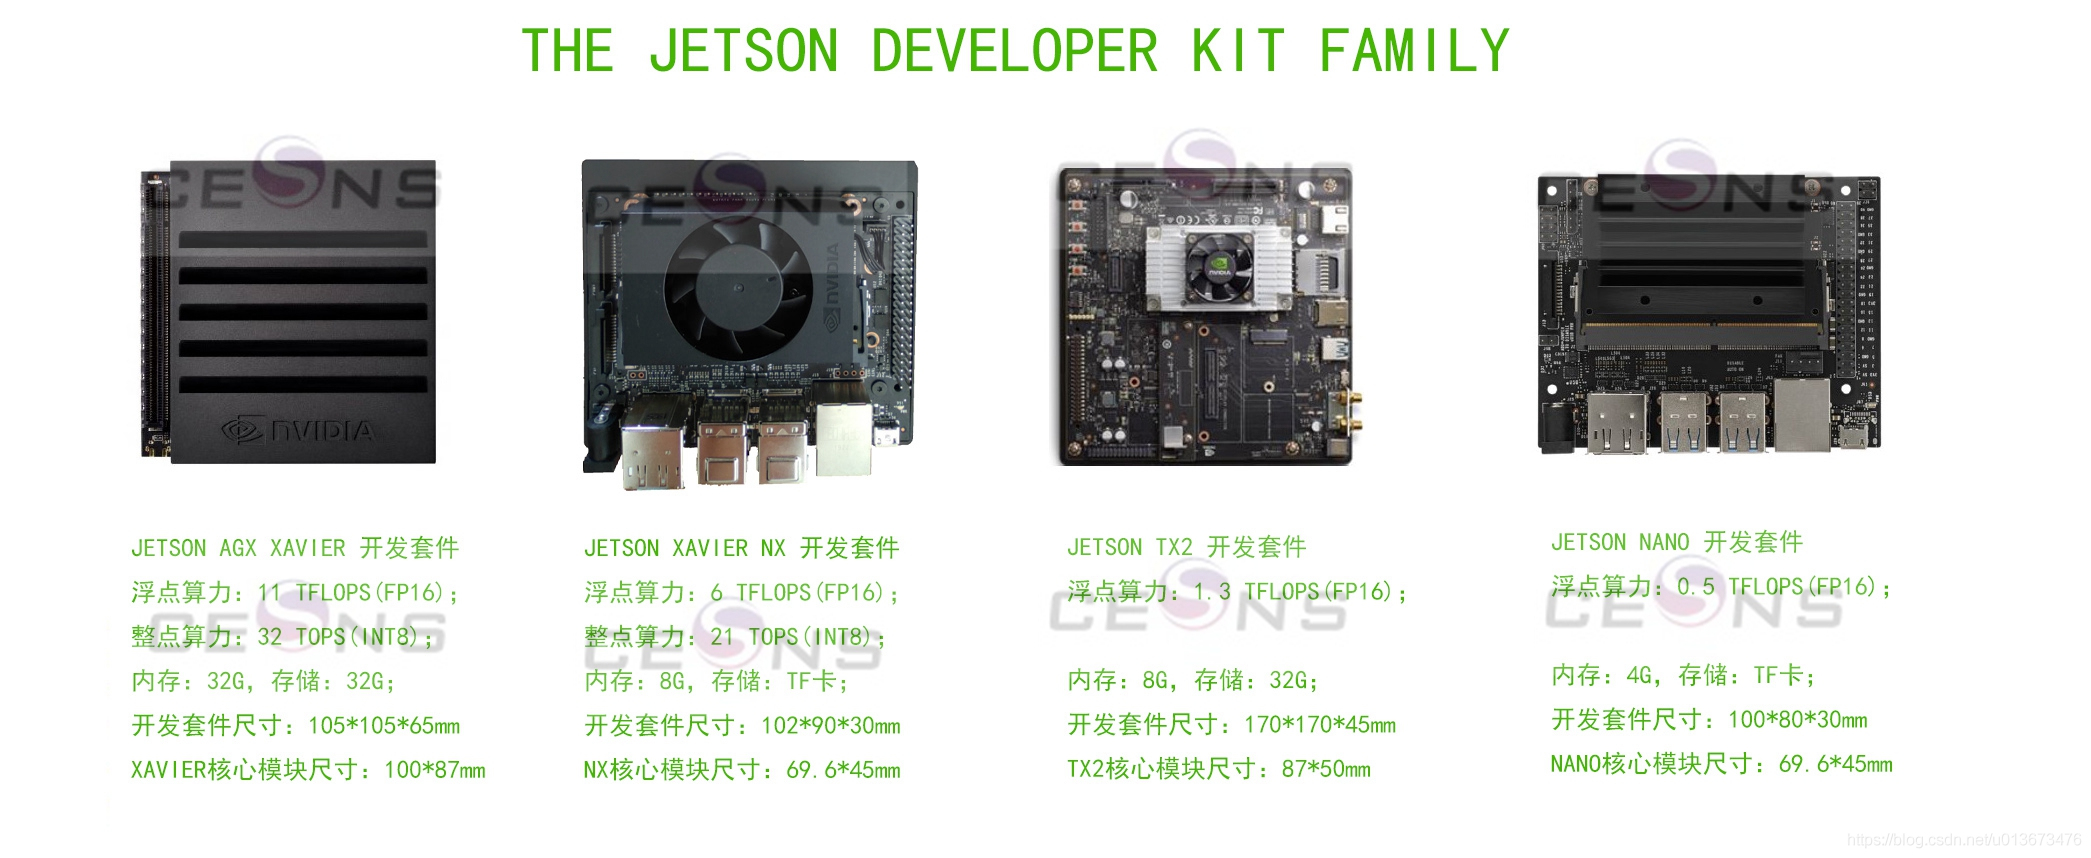 THE JETSON DEVELOPER KIT FAMILY
CESNS
CESNS
CESNS
CESNS
NVIDIA
NVIDIA
NVIDIA
JETSON AGX XAVIER 开发套件
浮点算力：11 TFLOPS(FP16)；
整点算力：32 TOPS(INT8)；
内存：32G，存储：32G；
开发套件尺寸：105*105*65mm
XAVIER核心模块尺寸：100*87mm
CESNS
JETSON XAVIER NX 开发套件
浮点算力：6 TFLOPS(FP16)；
整点算力：21 TOPS(INT8)；
内存：8G，存储：TF卡；
开发套件尺寸：102*90*30mm
NX核心模块尺寸：69.6*45mm
CESNS
JETSON TX2 开发套件
浮点算力：1.3 TFLOPS(FP16)；
内存：8G，存储：32G；
开发套件尺寸：170*170*45mm
TX2核心模块尺寸：87*50mm
CESNS
JETSON NANO 开发套件
浮点算力：0.5 TFLOPS(FP16)；
内存：4G，存储：TF卡；
开发套件尺寸：100*80*30mm
NANO核心模块尺寸：69.6*45mm
CESNS
https://blog.csdn.net/u013673476